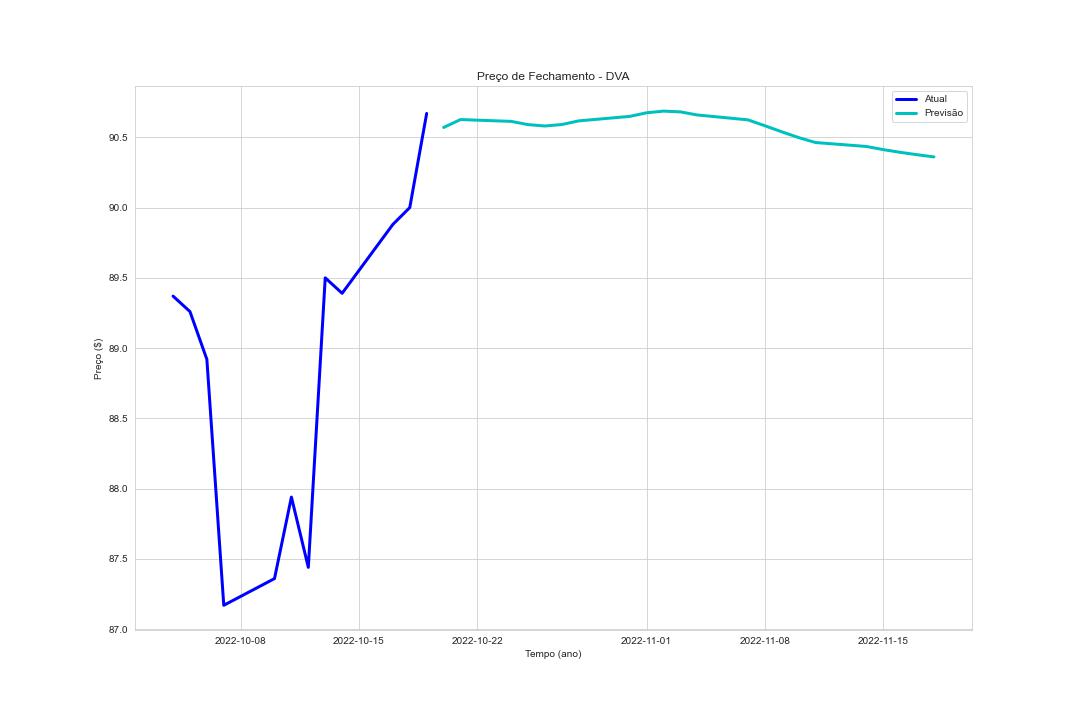 Preço de Fechamento - DVA
Atual
Previsão
90.5
90.0
89.5
89.0
88.5
88.0
87.5
87.0
Preço ($)
2022-10-08 2022-10-15 2022-10-22 2022-11-01 2022-11-08 2022-11-15
Tempo (ano)